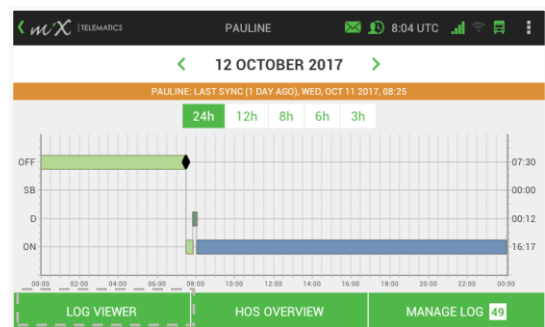 mix TELEMATICS PAULINE 8:04 UTC
12 OCTOBER 2017
PAULINE: LAST SYNC (1 DAY AGO), WED, OCT 11 2017, 08:25
24h 12h 8h 6h 3h
OFF 07:30
SB 00:00
D 00:12
ON 16:17
00:00 02:00 04:00 06:00 08:00 10:00 12:00 14:00 16:00 18:00 20:00 22:00 00:00
LOG VIEWER HOS OVERVIEW MANAGE LOG 49